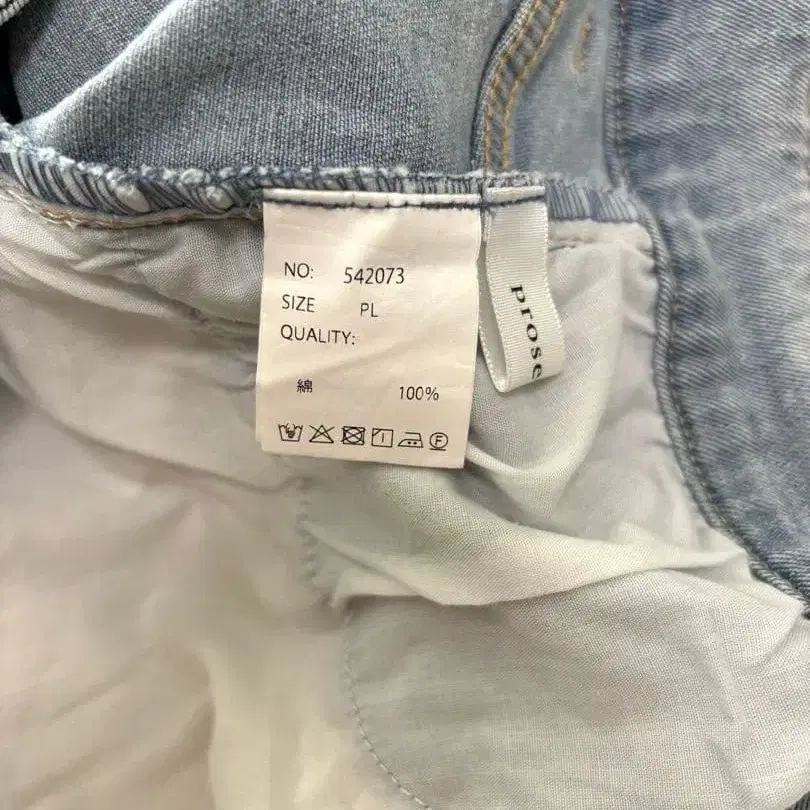 NO: 542073
SIZE PL
QUALITY:
綿 100%
F
prose